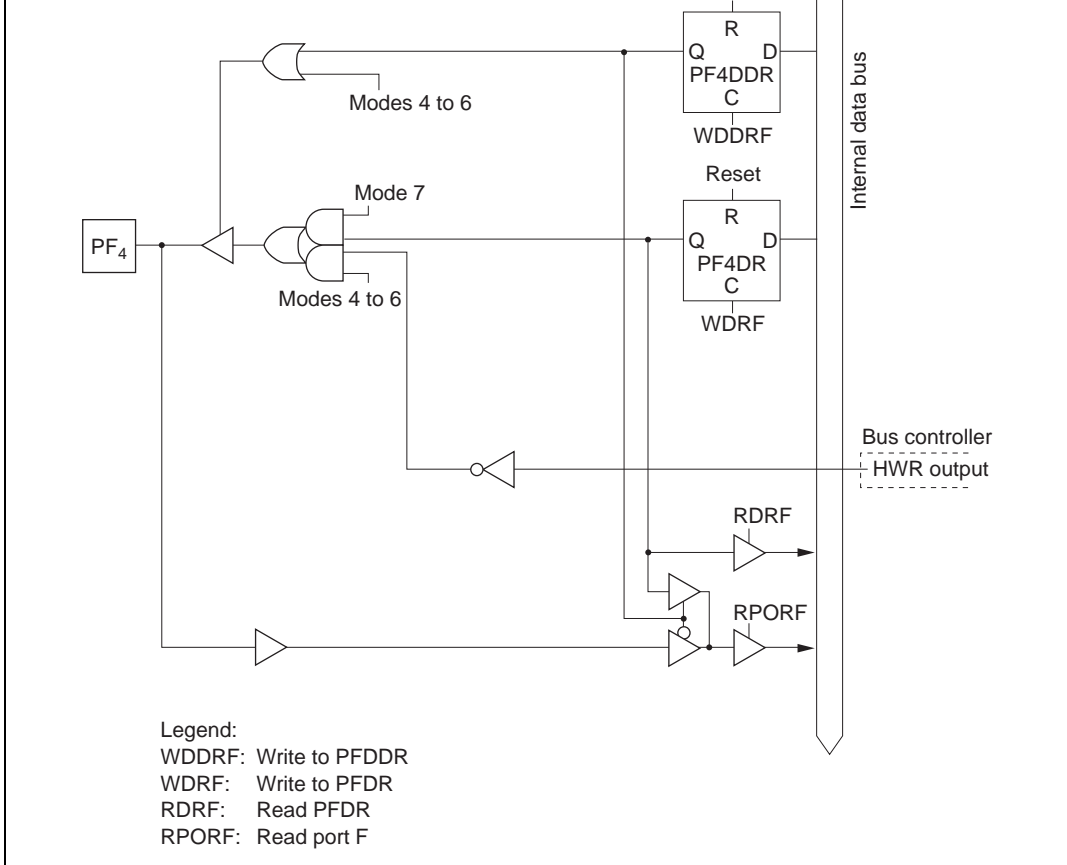 R
Q D
PF4DDR
C
WDDRF
Modes 4 to 6
Internal data bus
Reset
Mode 7
R
Q D
PF4DR
C
WDRF
PF4
Modes 4 to 6
Bus controller
HWR output
RDRF
RPORF
Legend:
WDDRF: Write to PFDDR
WDRF: Write to PFDR
RDRF: Read PFDR
RPORF: Read port F